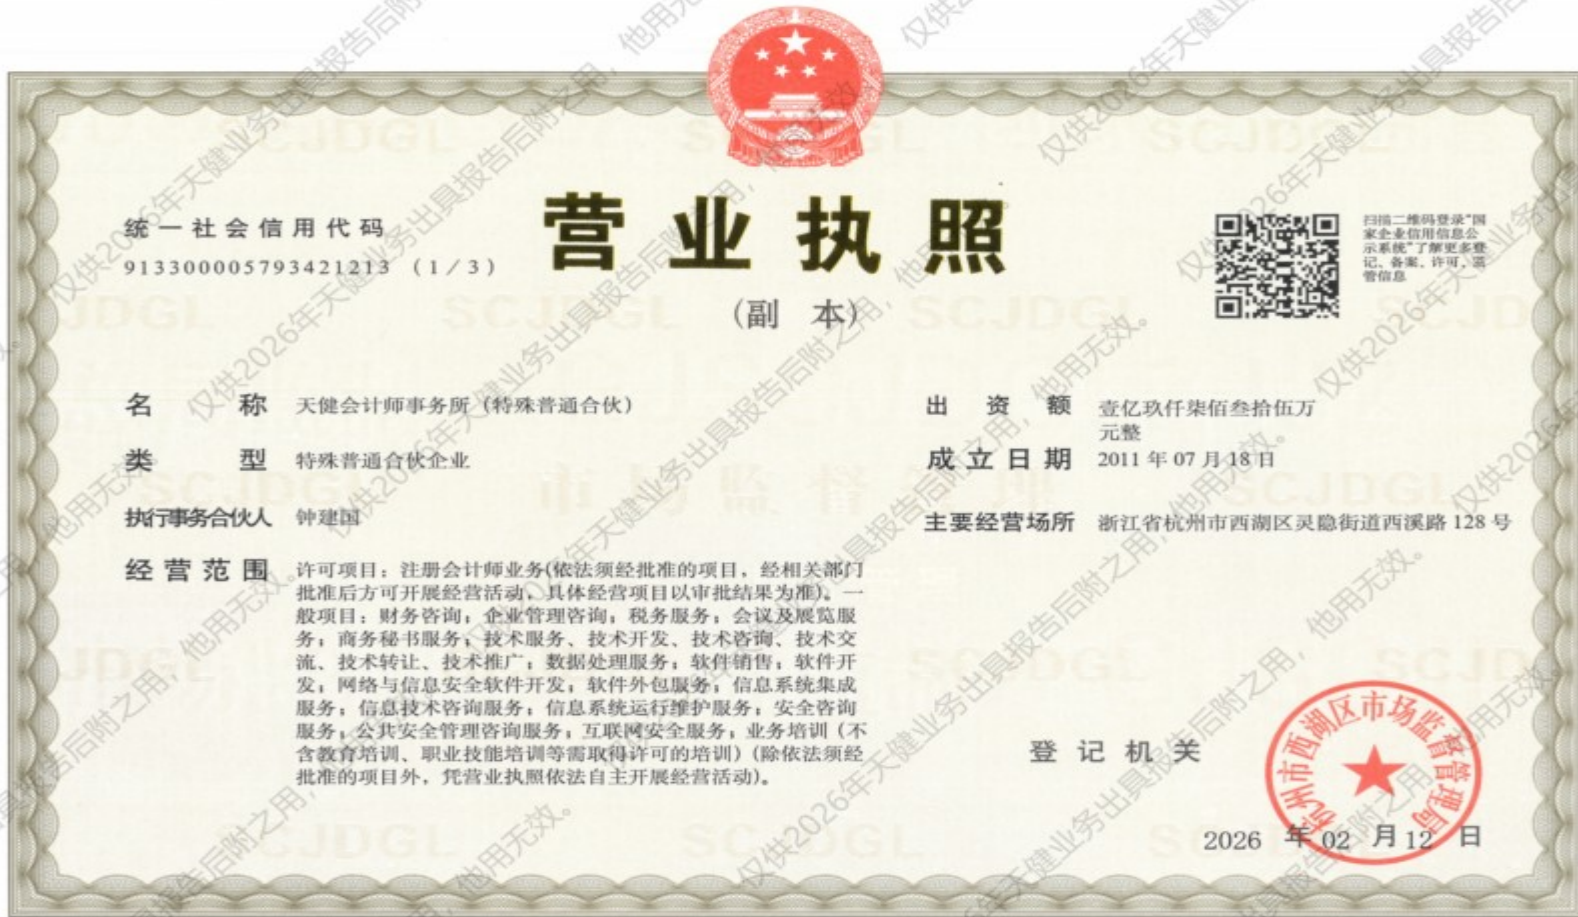 营业执照
(副 本)
统一社会信用代码
913300005793421213 (1/3)
扫描二维码登录“国
家企业信用信息公
示系统”了解更多登
记、备案、许可、监
管信息
名 称 天健会计师事务所（特殊普通合伙）
类 型 特殊普通合伙企业
执行事务合伙人 钟建国
经营范围 许可项目：注册会计师业务(依法须经批准的项目，经相关部门
批准后方可开展经营活动，具体经营项目以审批结果为准)。一
般项目：财务咨询；企业管理咨询；税务服务；会议及展览服
务；商务秘书服务；技术服务、技术开发、技术咨询、技术交
流、技术转让、技术推广；数据处理服务；软件销售；软件开
发；网络与信息安全软件开发；软件外包服务；信息系统集成
服务；信息技术咨询服务；信息系统运行维护服务；安全咨询
服务；公共安全管理咨询服务；互联网安全服务；业务培训（不
含教育培训、职业技能培训等需取得许可的培训）(除依法须经
批准的项目外，凭营业执照依法自主开展经营活动)。
出 资 额 壹亿玖仟柒佰叁拾伍万
元整
成立日期 2011 年 07 月 18 日
主要经营场所 浙江省杭州市西湖区灵隐街道西溪路 128 号
登记机关
杭州市西湖区市场监督管理局
2026 年 02 月 12 日
仅供2026年天健业务出具报告后附之用，他用无效。
SCJDGL
市场监督管理